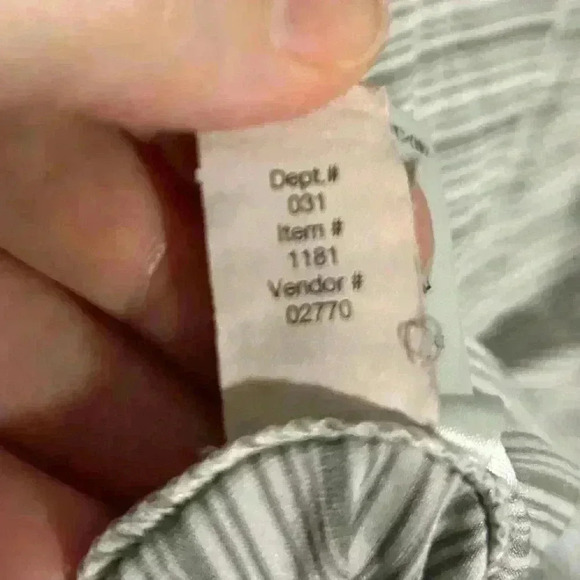 Dept.#
031
Item #
1181
Vendor #
02770